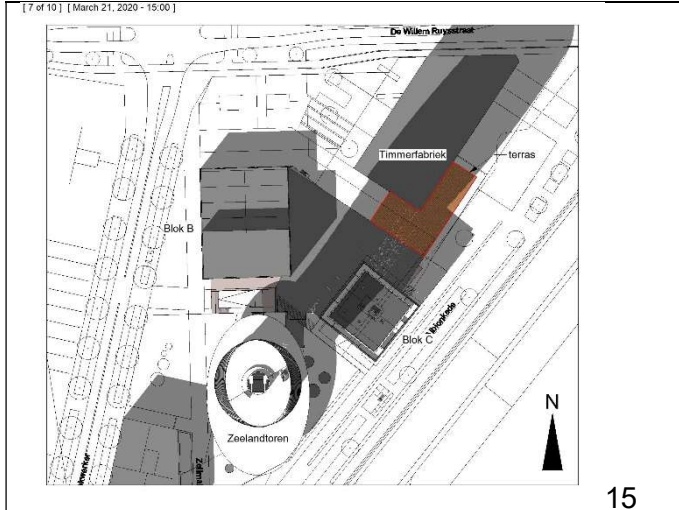 [ 7 of 10 ] [ March 21, 2020 - 15:00 ]
De Willem Ruysstraat
Timmerfabriek
terras
Blok B
Blok C
Zeelandtoren
N
15